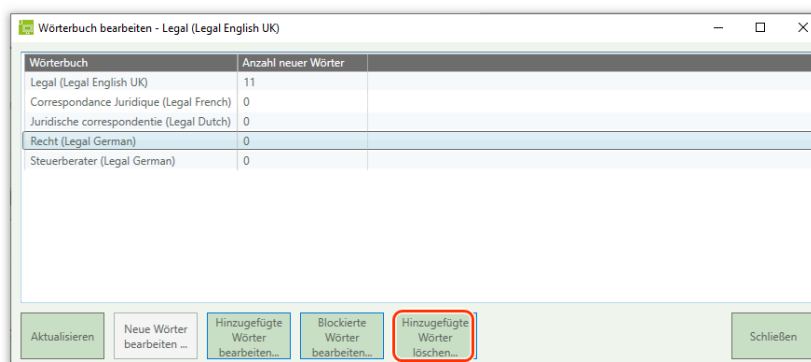 Wörterbuch bearbeiten - Legal (Legal English UK)
Wörterbuch Anzahl neuer Wörter
Legal (Legal English UK) 11
Correspondance Juridique (Legal French) 0
Juridische correspondentie (Legal Dutch) 0
Recht (Legal German) 0
Steuerberater (Legal German) 0
Aktualisieren
Neue Wörter
bearbeiten ...
Hinzugefügte
Wörter
bearbeiten...
Blockierte
Wörter
bearbeiten...
Hinzugefügte
Wörter
löschen...
Schließen